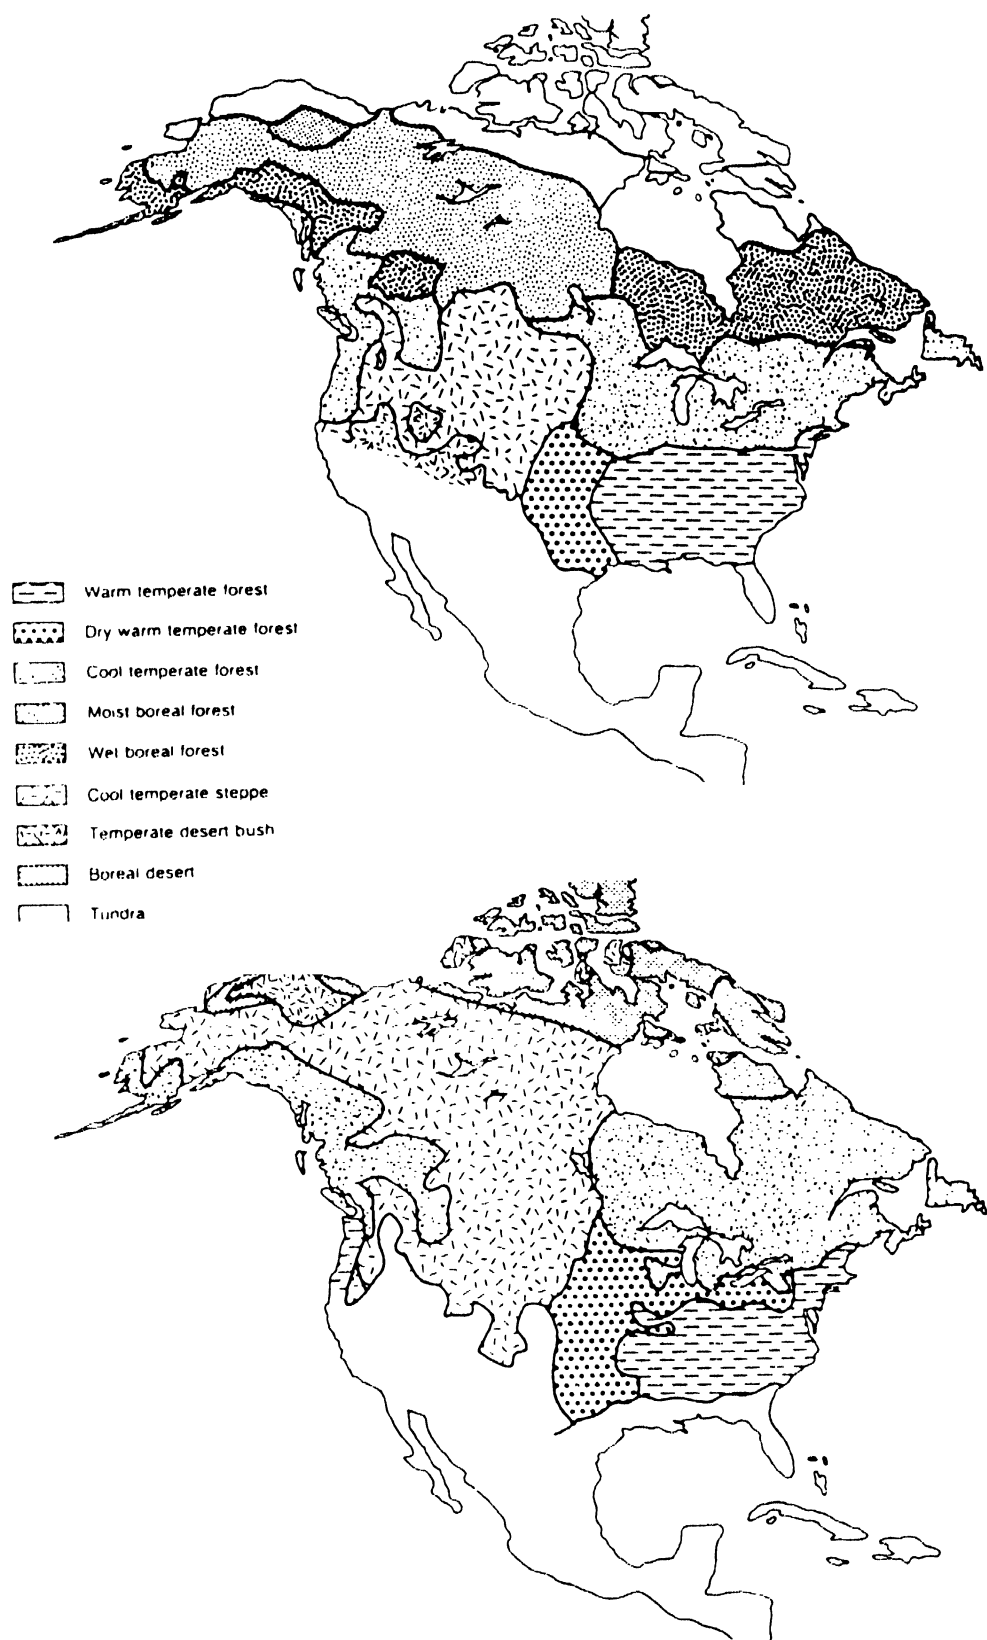 Warm temperate forest
Dry warm temperate forest
Cool temperate forest
Moist boreal forest
Wet boreal forest
Cool temperate steppe
Temperate desert bush
Boreal desert
Tundra